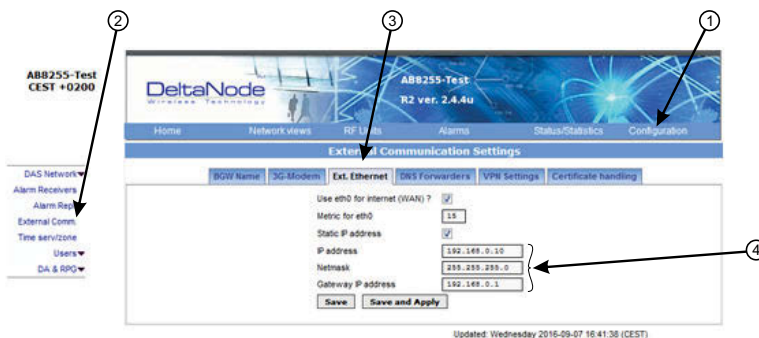 2
3
1
AB8255-Test
CEST +0200
DeltaNode
Wireless Technology
AB8255-Test
R2 ver. 2.4.4u
Home Network views RF Units Alarms Status/Statistics Configuration
External Communication Settings
BGW Name 3G-Modem Ext. Ethernet DNS Forwarders VPN Settings Certificate handling
DAS Network
Alarm Receivers
Alarm Rep
External Comm.
Time serv/zone
Users
DA & RPG
Use eth0 for internet (WAN) ?
Metric for eth0 15
Static IP address
IP address 192.168.0.10
Netmask 255.255.255.0
Gateway IP address 192.168.0.1
4
Save Save and Apply
Updated: Wednesday 2016-09-07 16:41:38 (CEST)